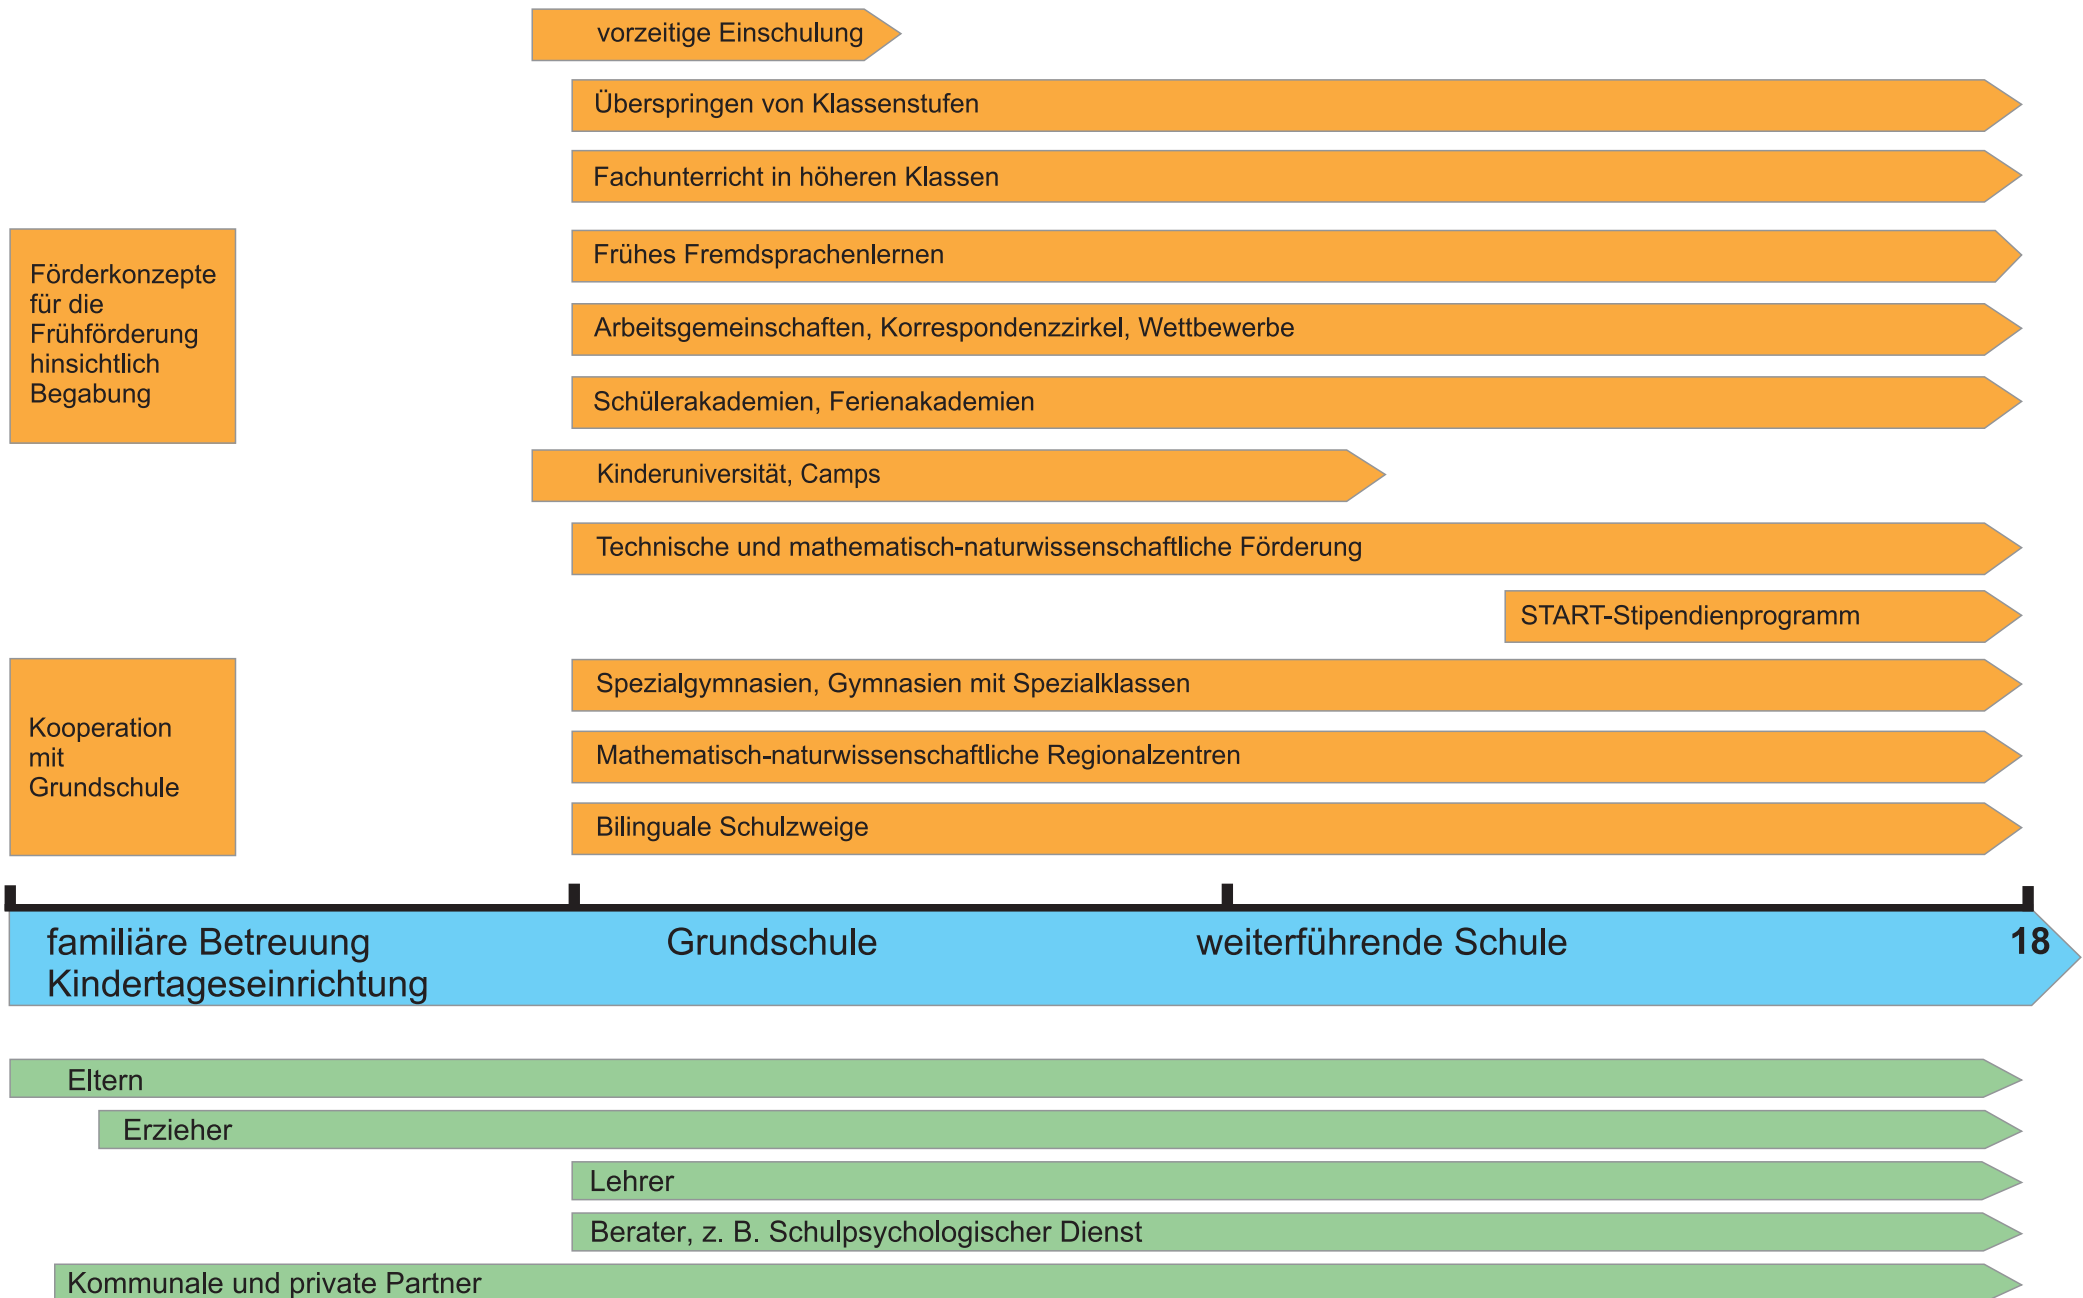 vorzeitige Einschulung
Überspringen von Klassenstufen
Fachunterricht in höheren Klassen
Förderkonzepte
für die
Frühförderung
hinsichtlich
Begabung
Frühes Fremdsprachenlernen
Arbeitsgemeinschaften, Korrespondenzzirkel, Wettbewerbe
Schülerakademien, Ferienakademien
Kinderuniversität, Camps
Technische und mathematisch-naturwissenschaftliche Förderung
START-Stipendienprogramm
Kooperation
mit
Grundschule
Spezialgymnasien, Gymnasien mit Spezialklassen
Mathematisch-naturwissenschaftliche Regionalzentren
Bilinguale Schulzweige
familiäre Betreuung
Kindertageseinrichtung
Grundschule
weiterführende Schule
18
Eltern
Erzieher
Lehrer
Berater, z. B. Schulpsychologischer Dienst
Kommunale und private Partner